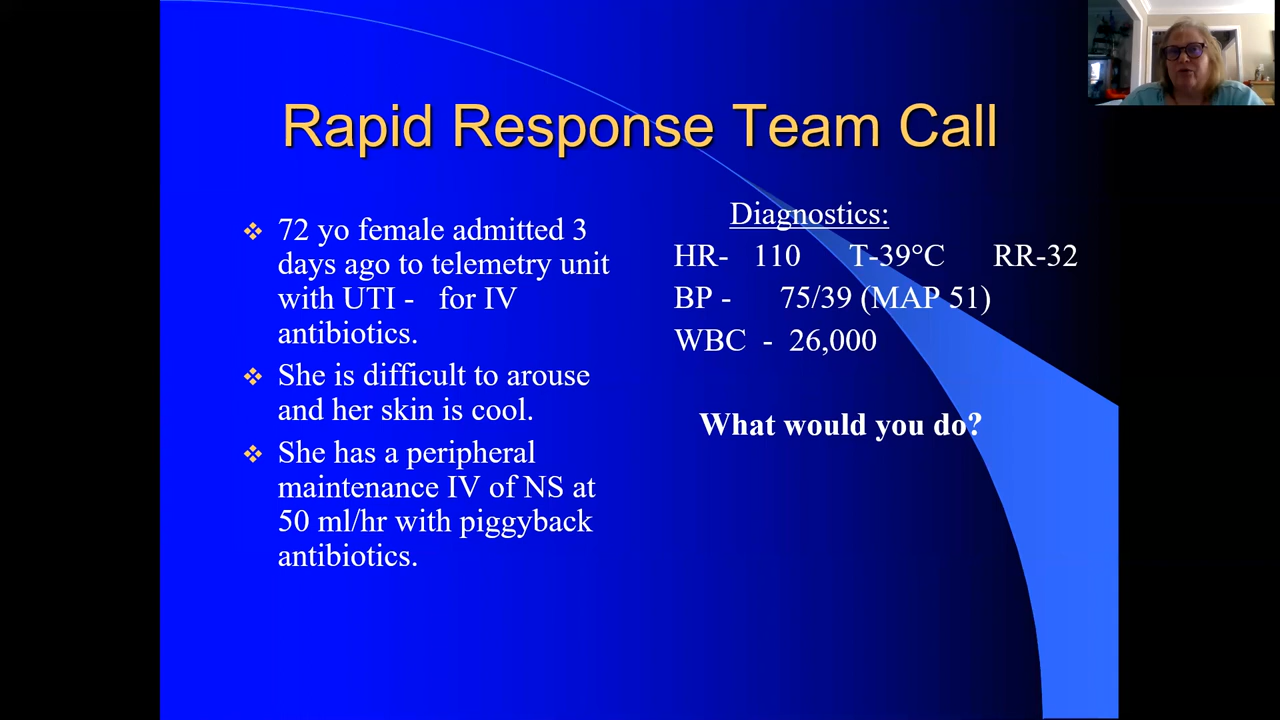 Rapid Response Team Call
72 yo female admitted 3
days ago to telemetry unit
with UTI - for IV
antibiotics.
She is difficult to arouse
and her skin is cool.
She has a peripheral
maintenance IV of NS at
50 ml/hr with piggyback
antibiotics.
Diagnostics:
HR- 110 T-39°C RR-32
BP - 75/39 (MAP 51)
WBC - 26,000
What would you do?